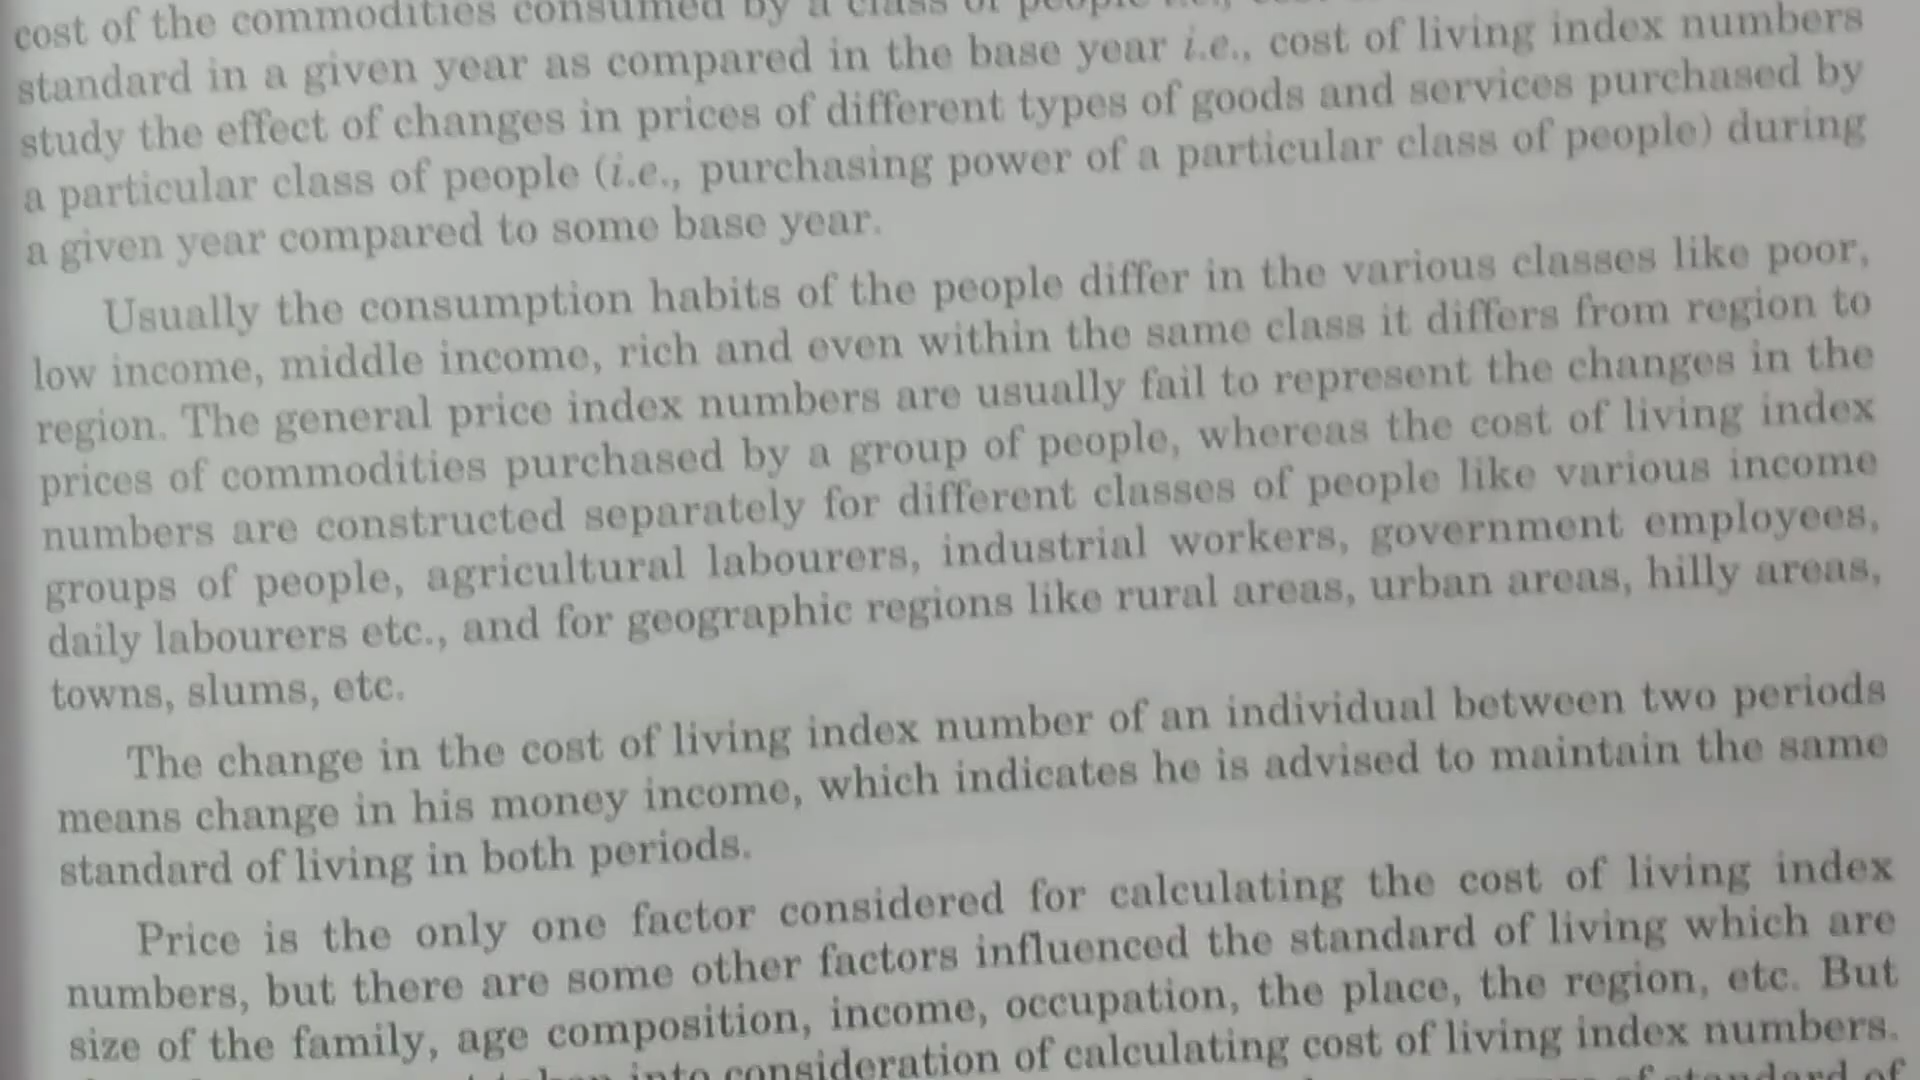 cost of the commodities consumed by a class of people i.e.,
standard in a given year as compared in the base year i.e., cost of living index numbers
study the effect of changes in prices of different types of goods and services purchased by
a particular class of people (i.e., purchasing power of a particular class of people) during
a given year compared to some base year.
Usually the consumption habits of the people differ in the various classes like poor,
low income, middle income, rich and even within the same class it differs from region to
region. The general price index numbers are usually fail to represent the changes in the
prices of commodities purchased by a group of people, whereas the cost of living index
numbers are constructed separately for different classes of people like various income
groups of people, agricultural labourers, industrial workers, government employees,
daily labourers etc., and for geographic regions like rural areas, urban areas, hilly areas,
towns, slums, etc.
The change in the cost of living index number of an individual between two periods
means change in his money income, which indicates he is advised to maintain the same
standard of living in both periods.
Price is the only one factor considered for calculating the cost of living index
numbers, but there are some other factors influenced the standard of living which are
size of the family, age composition, income, occupation, the place, the region, etc. But
into consideration of calculating cost of living index numbers.
of standard of